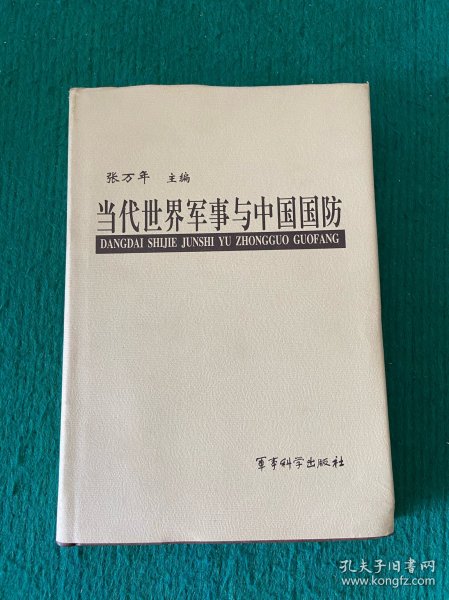 张万年 主编
当代世界军事与中国国防
DANGDAI SHIJIE JUNSHI YU ZHONGGUO GUOFANG
军事科学出版社
孔夫子旧书网
www.kongfz.com